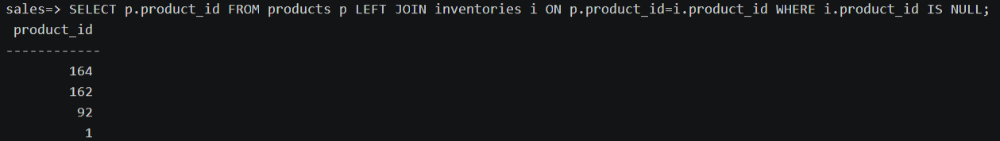 sales=> SELECT p.product_id FROM products p LEFT JOIN inventories i ON p.product_id=i.product_id WHERE i.product_id IS NULL;
product_id
------------
164
162
92
1